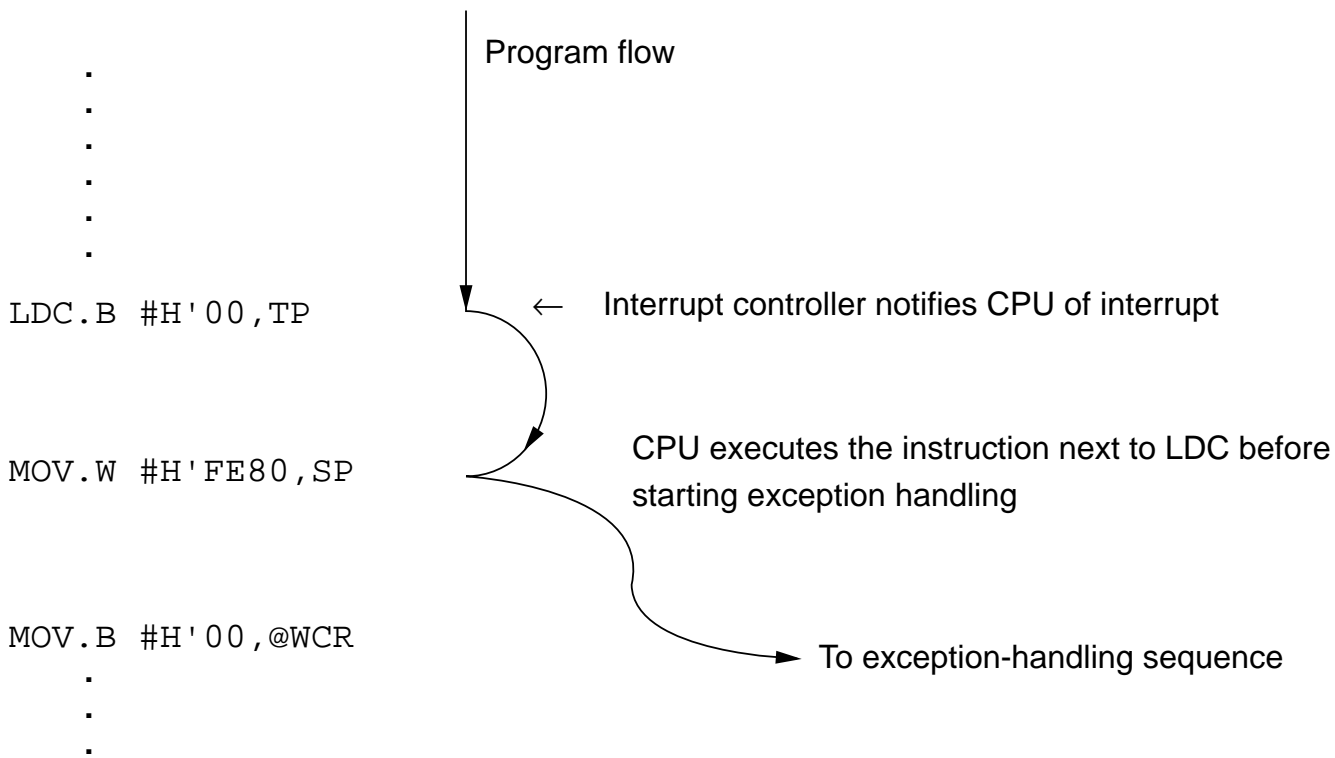 Program flow
.
.
.
.
.
.
LDC.B #H'00,TP
← Interrupt controller notifies CPU of interrupt
MOV.W #H'FE80,SP
CPU executes the instruction next to LDC before
starting exception handling
MOV.B #H'00,@WCR
To exception-handling sequence
.
.
.